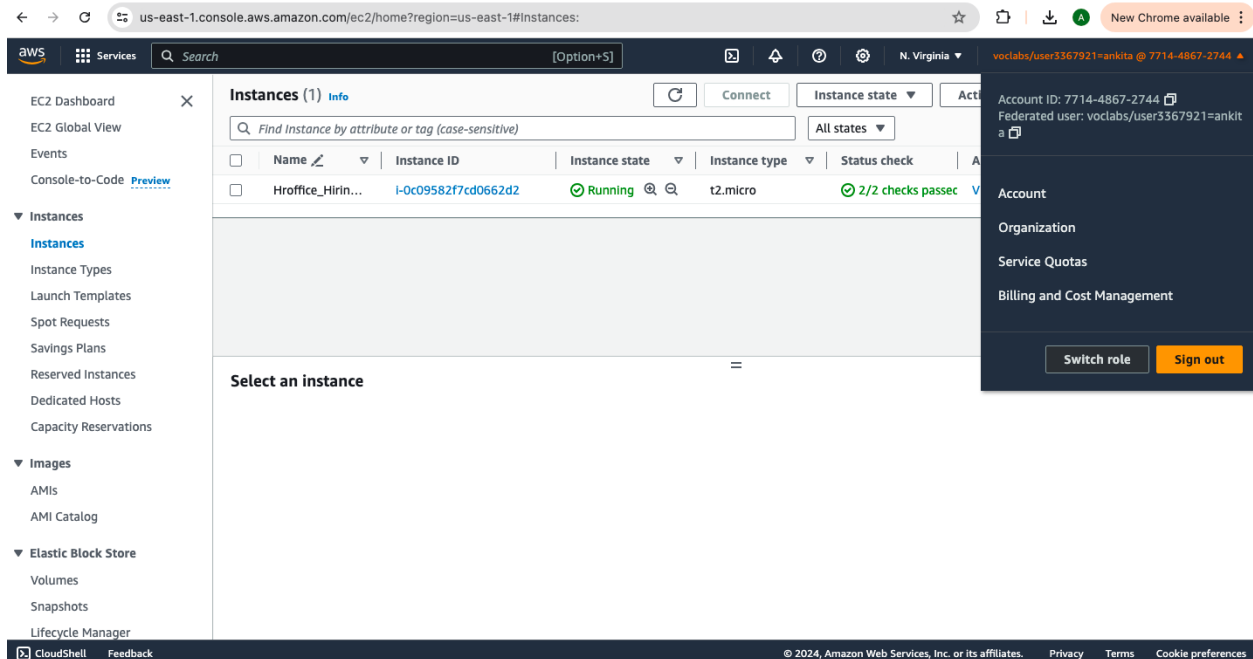 us-east-1.console.aws.amazon.com/ec2/home?region=us-east-1#Instances:
A
New Chrome available
aws
Services
Search
[Option+S]
N. Virginia
voclabs/user3367921=ankita @ 7714-4867-2744
EC2 Dashboard
EC2 Global View
Events
Console-to-Code Preview
Instances
Instances
Instance Types
Launch Templates
Spot Requests
Savings Plans
Reserved Instances
Dedicated Hosts
Capacity Reservations
Images
AMIs
AMI Catalog
Elastic Block Store
Volumes
Snapshots
Lifecycle Manager
Instances (1) Info
Connect
Instance state
Acti
Find Instance by attribute or tag (case-sensitive)
All states
Name
Instance ID
Instance state
Instance type
Status check
A
Hroffice_Hirin...
i-0c09582f7cd0662d2
Running
t2.micro
2/2 checks passec
V
Select an instance
Account ID: 7714-4867-2744
Federated user: voclabs/user3367921=ankit
a
Account
Organization
Service Quotas
Billing and Cost Management
Switch role
Sign out
CloudShell
Feedback
© 2024, Amazon Web Services, Inc. or its affiliates.
Privacy
Terms
Cookie preferences